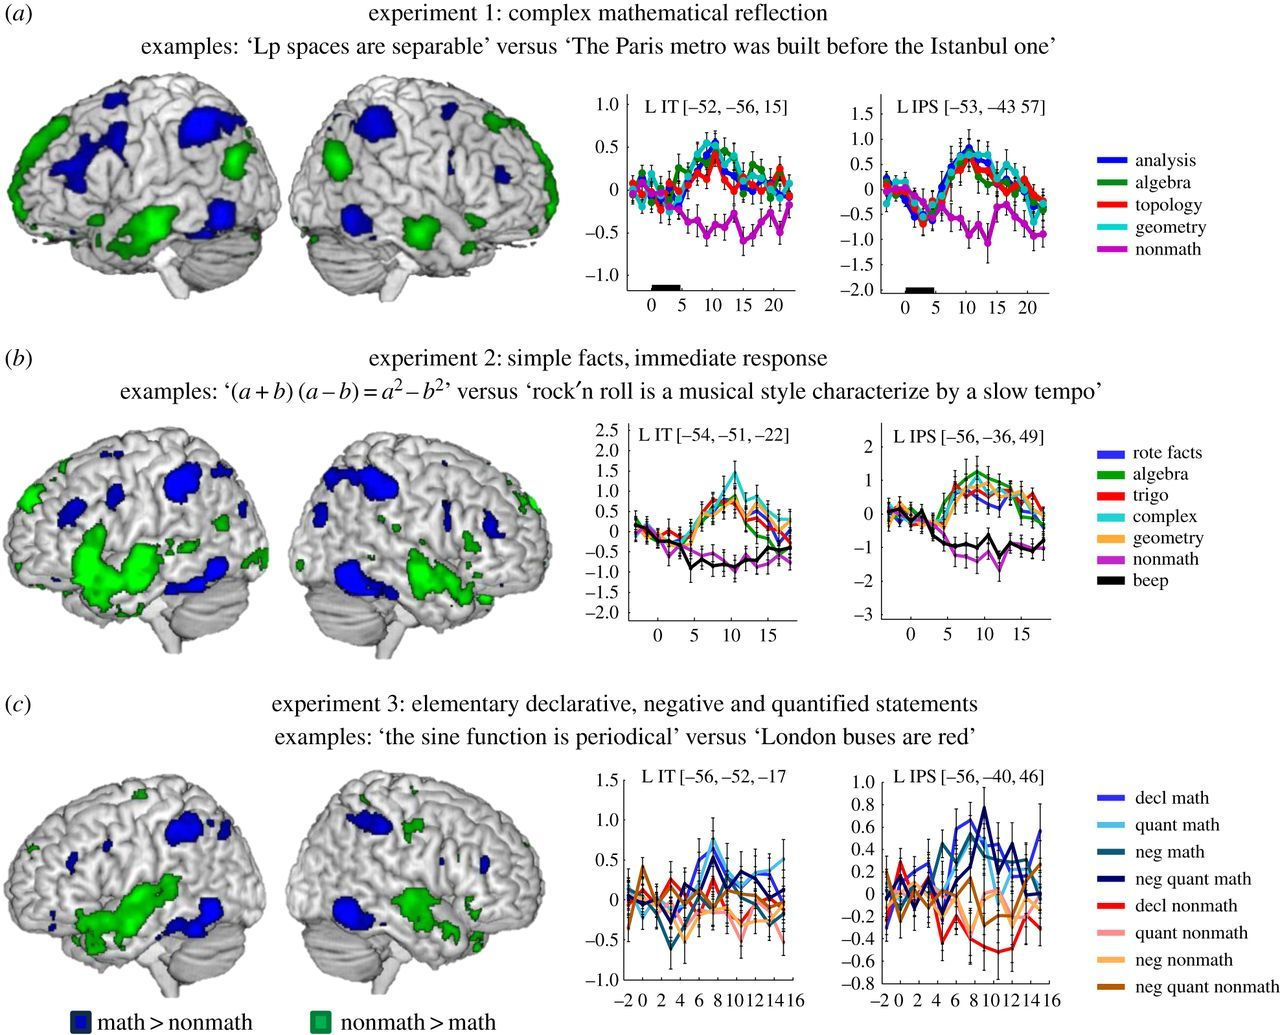 (a) experiment 1: complex mathematical reflection
examples: ‘Lp spaces are separable’ versus ‘The Paris metro was built before the Istanbul one’
L IT [–52, –56, 15]
1.0
0.5
0
–0.5
–1.0
0 5 10 15 20
L IPS [–53, –43 57]
1.5
1.0
0.5
0
–0.5
–1.0
–1.5
–2.0
0 5 10 15 20
analysis
algebra
topology
geometry
nonmath
(b) experiment 2: simple facts, immediate response
examples: ‘(a + b) (a – b) = a² – b²’ versus ‘rock′n roll is a musical style characterize by a slow tempo’
L IT [–54, –51, –22]
2.5
2.0
1.5
1.0
0.5
0
–0.5
–1.0
–1.5
–2.0
0 5 10 15
L IPS [–56, –36, 49]
2
1
0
–1
–2
–3
0 5 10 15
rote facts
algebra
trigo
complex
geometry
nonmath
beep
(c) experiment 3: elementary declarative, negative and quantified statements
examples: ‘the sine function is periodical’ versus ‘London buses are red’
L IT [–56, –52, –17
1.5
1.0
0.5
0
–0.5
–1.0
–2 0 2 4 6 8 10 12 14 16
L IPS [–56, –40, 46]
1.0
0.8
0.6
0.4
0.2
0
–0.2
–0.4
–0.6
–0.8
–2 0 2 4 6 8 10 12 14 16
decl math
quant math
neg math
neg quant math
decl nonmath
quant nonmath
neg nonmath
neg quant nonmath
math > nonmath
nonmath > math